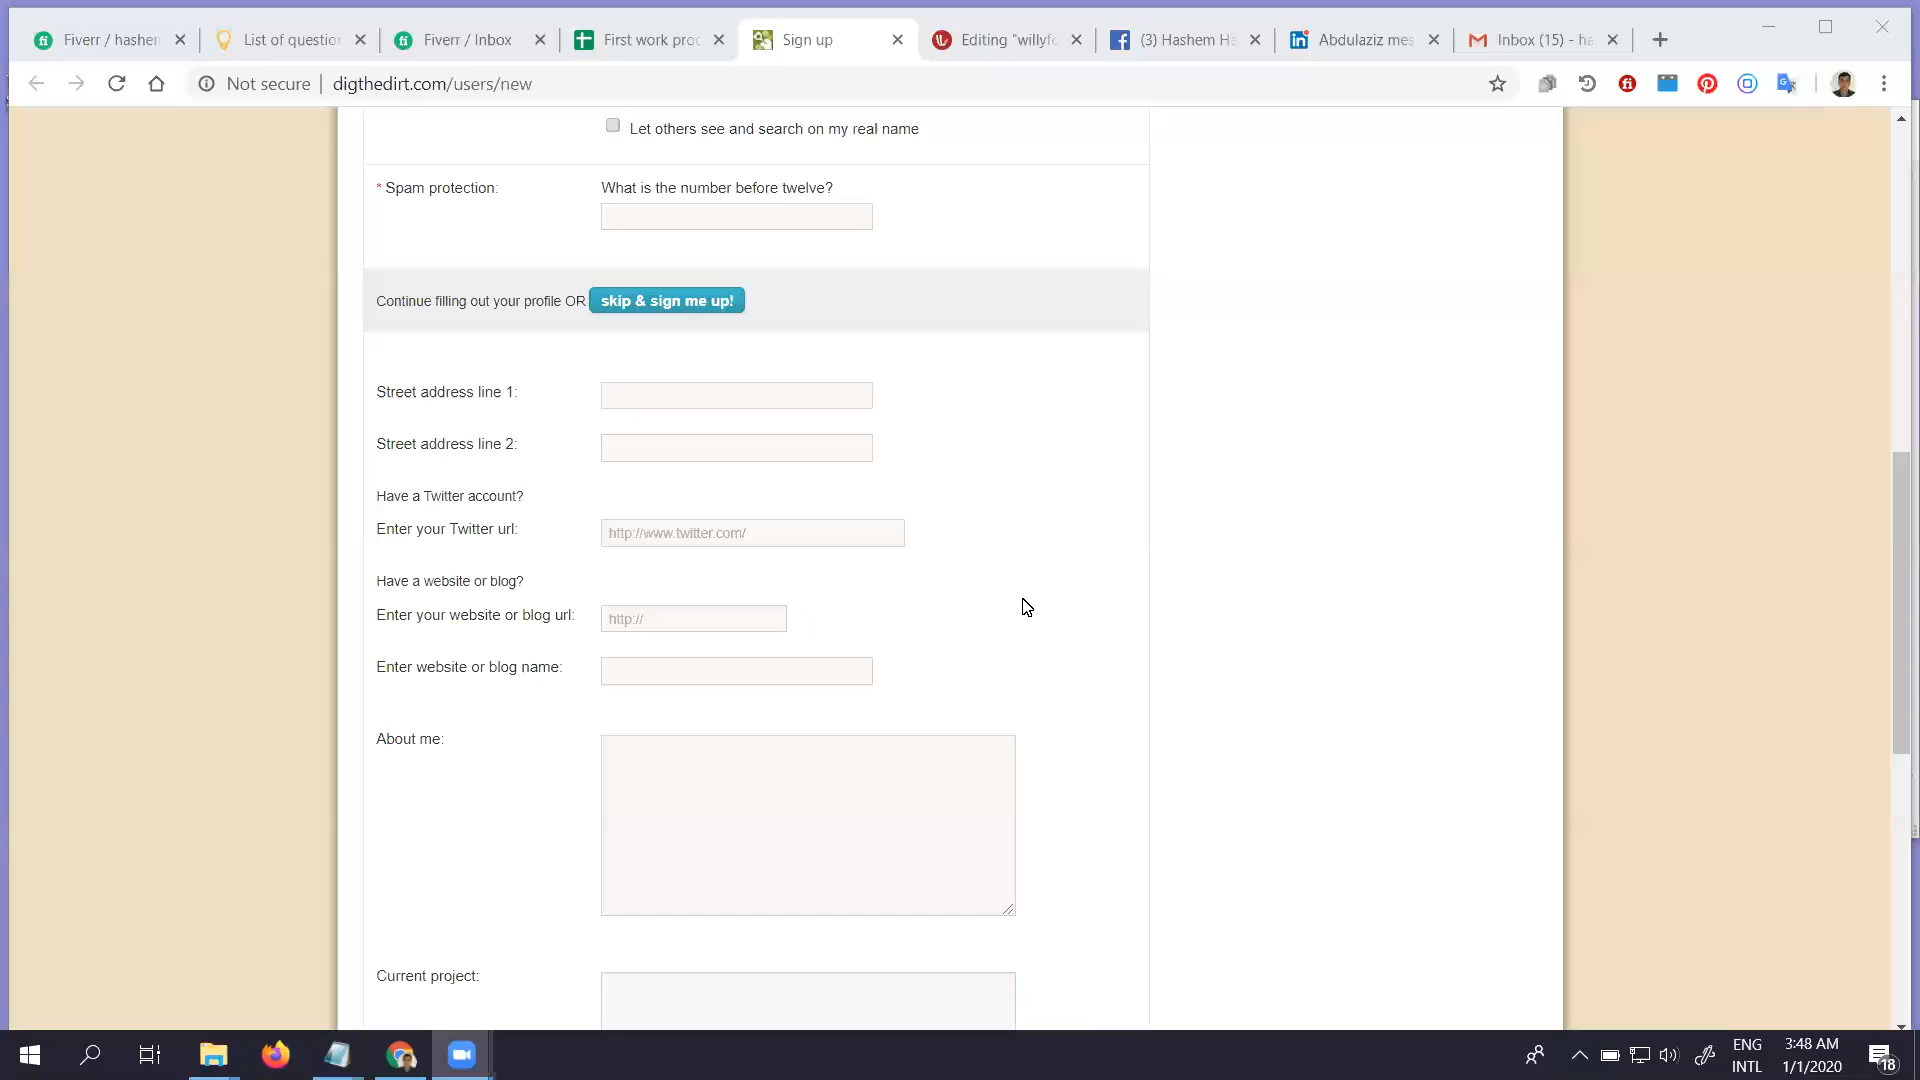 Fiverr / hashem
List of question
Fiverr / Inbox
First work proc
Sign up
Editing "willyfo
(3) Hashem Ha
Abdulaziz mes
Inbox (15) - ha
Not secure
digthedirt.com/users/new
Let others see and search on my real name
* Spam protection:
What is the number before twelve?
Continue filling out your profile OR
skip & sign me up!
Street address line 1:
Street address line 2:
Have a Twitter account?
Enter your Twitter url:
http://www.twitter.com/
Have a website or blog?
Enter your website or blog url:
http://
Enter website or blog name:
About me:
Current project:
ENG
INTL
3:48 AM
1/1/2020
18